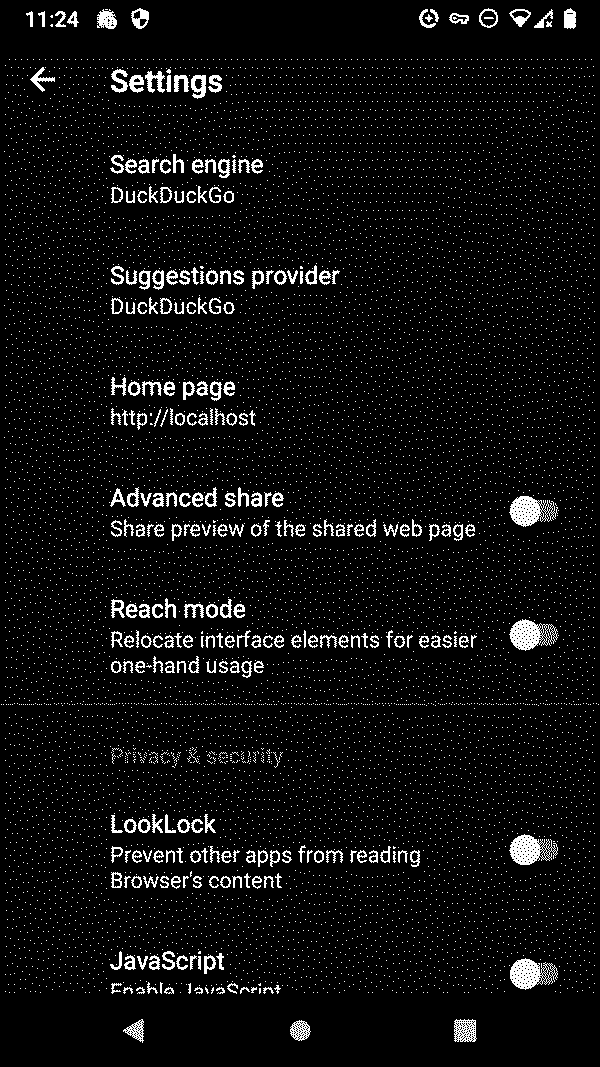 11:24
Settings
Search engine
DuckDuckGo
Suggestions provider
DuckDuckGo
Home page
http://localhost
Advanced share
Share preview of the shared web page
Reach mode
Relocate interface elements for easier
one-hand usage
Privacy & security
LookLock
Prevent other apps from reading
Browser's content
JavaScript
Enable JavaScript